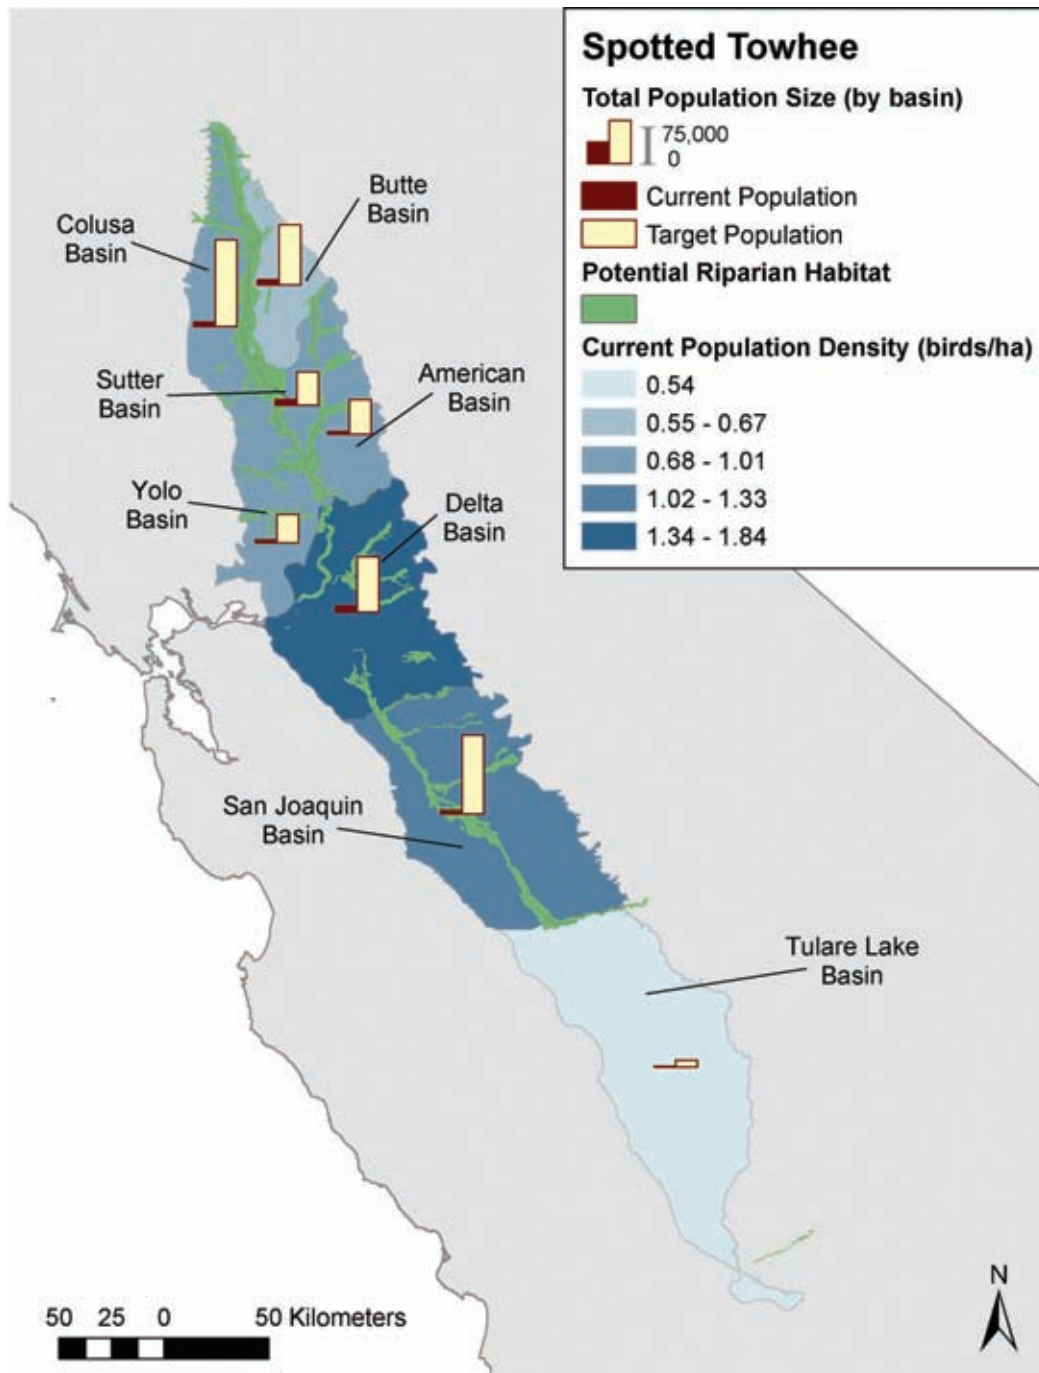 Spotted Towhee
Total Population Size (by basin)
75,000
0
Current Population
Target Population
Potential Riparian Habitat
Current Population Density (birds/ha)
0.54
0.55 - 0.67
0.68 - 1.01
1.02 - 1.33
1.34 - 1.84
Butte
Basin
Colusa
Basin
Sutter
Basin
American
Basin
Yolo
Basin
Delta
Basin
San Joaquin
Basin
Tulare Lake
Basin
N
50 25 0 50 Kilometers